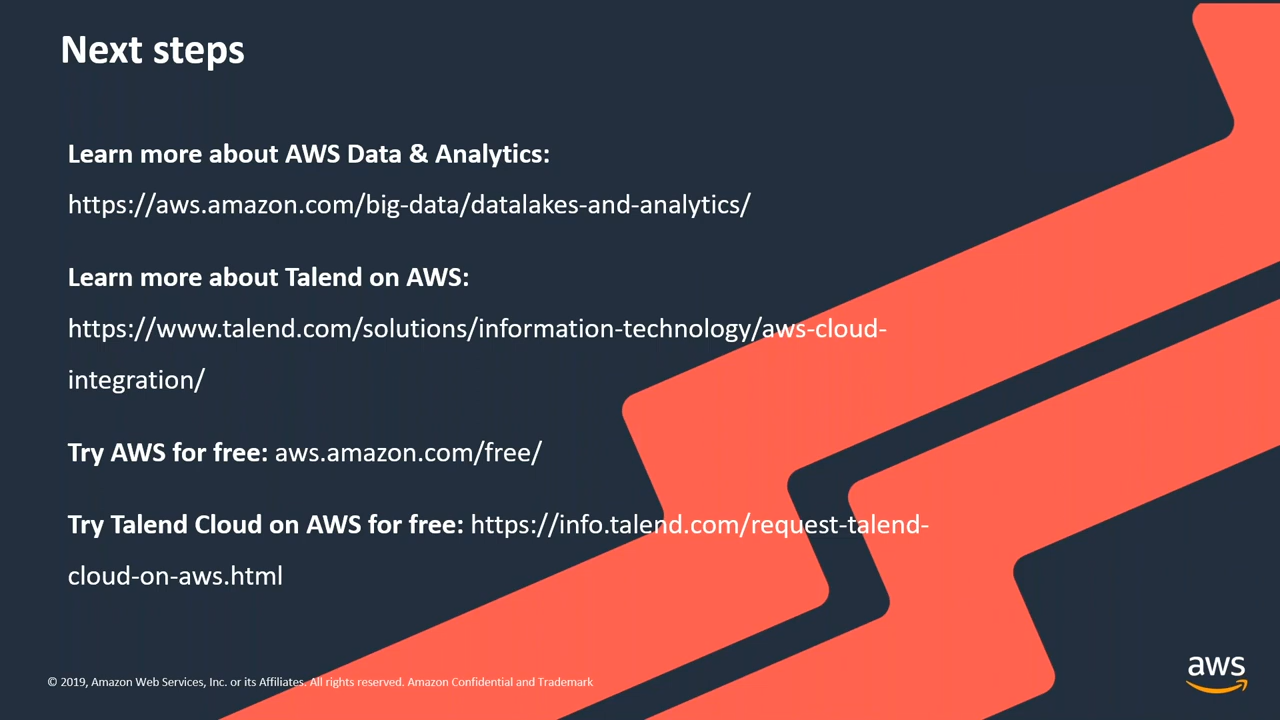 Next steps
Learn more about AWS Data & Analytics:
https://aws.amazon.com/big-data/datalakes-and-analytics/
Learn more about Talend on AWS:
https://www.talend.com/solutions/information-technology/aws-cloud-
integration/
Try AWS for free: aws.amazon.com/free/
Try Talend Cloud on AWS for free: https://info.talend.com/request-talend-
cloud-on-aws.html
© 2019, Amazon Web Services, Inc. or its Affiliates. All rights reserved. Amazon Confidential and Trademark
aws